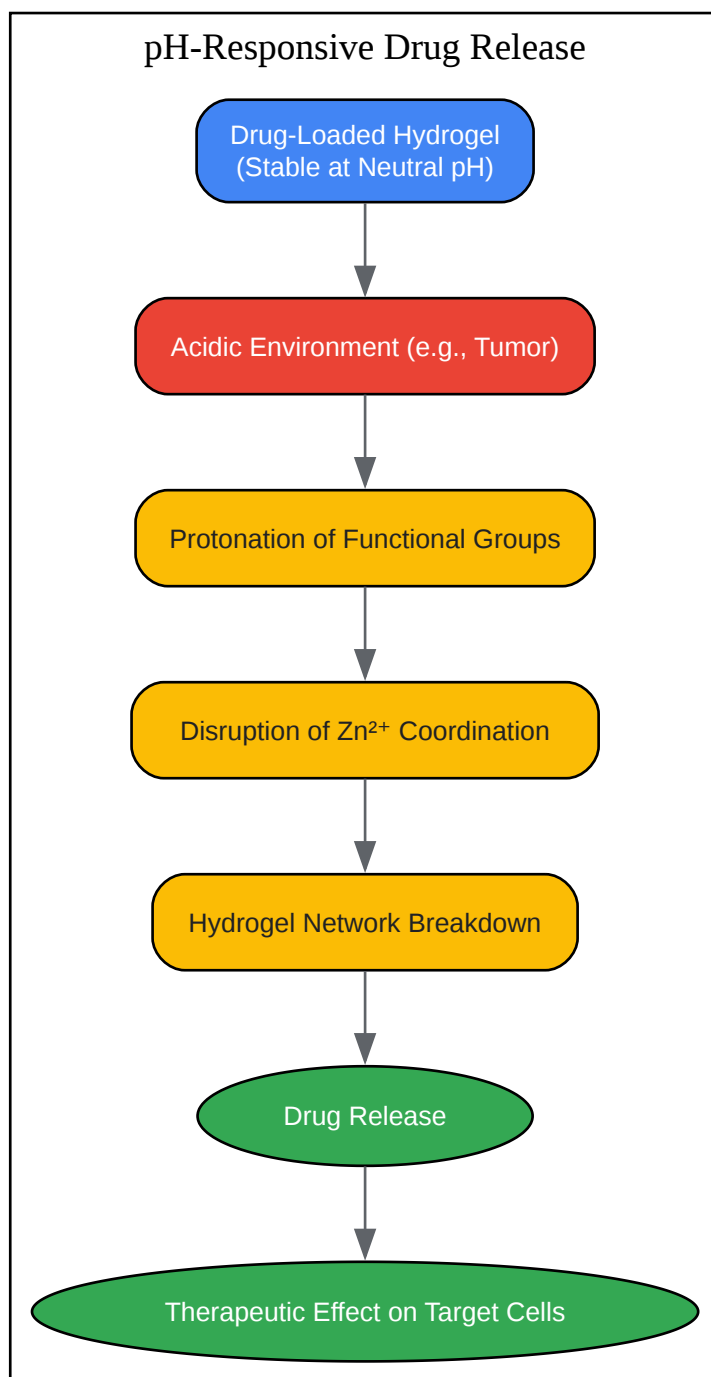 pH-Responsive Drug Release
Drug-Loaded Hydrogel
(Stable at Neutral pH)
Acidic Environment (e.g., Tumor)
Protonation of Functional Groups
Disruption of Zn²⁺ Coordination
Hydrogel Network Breakdown
Drug Release
Therapeutic Effect on Target Cells